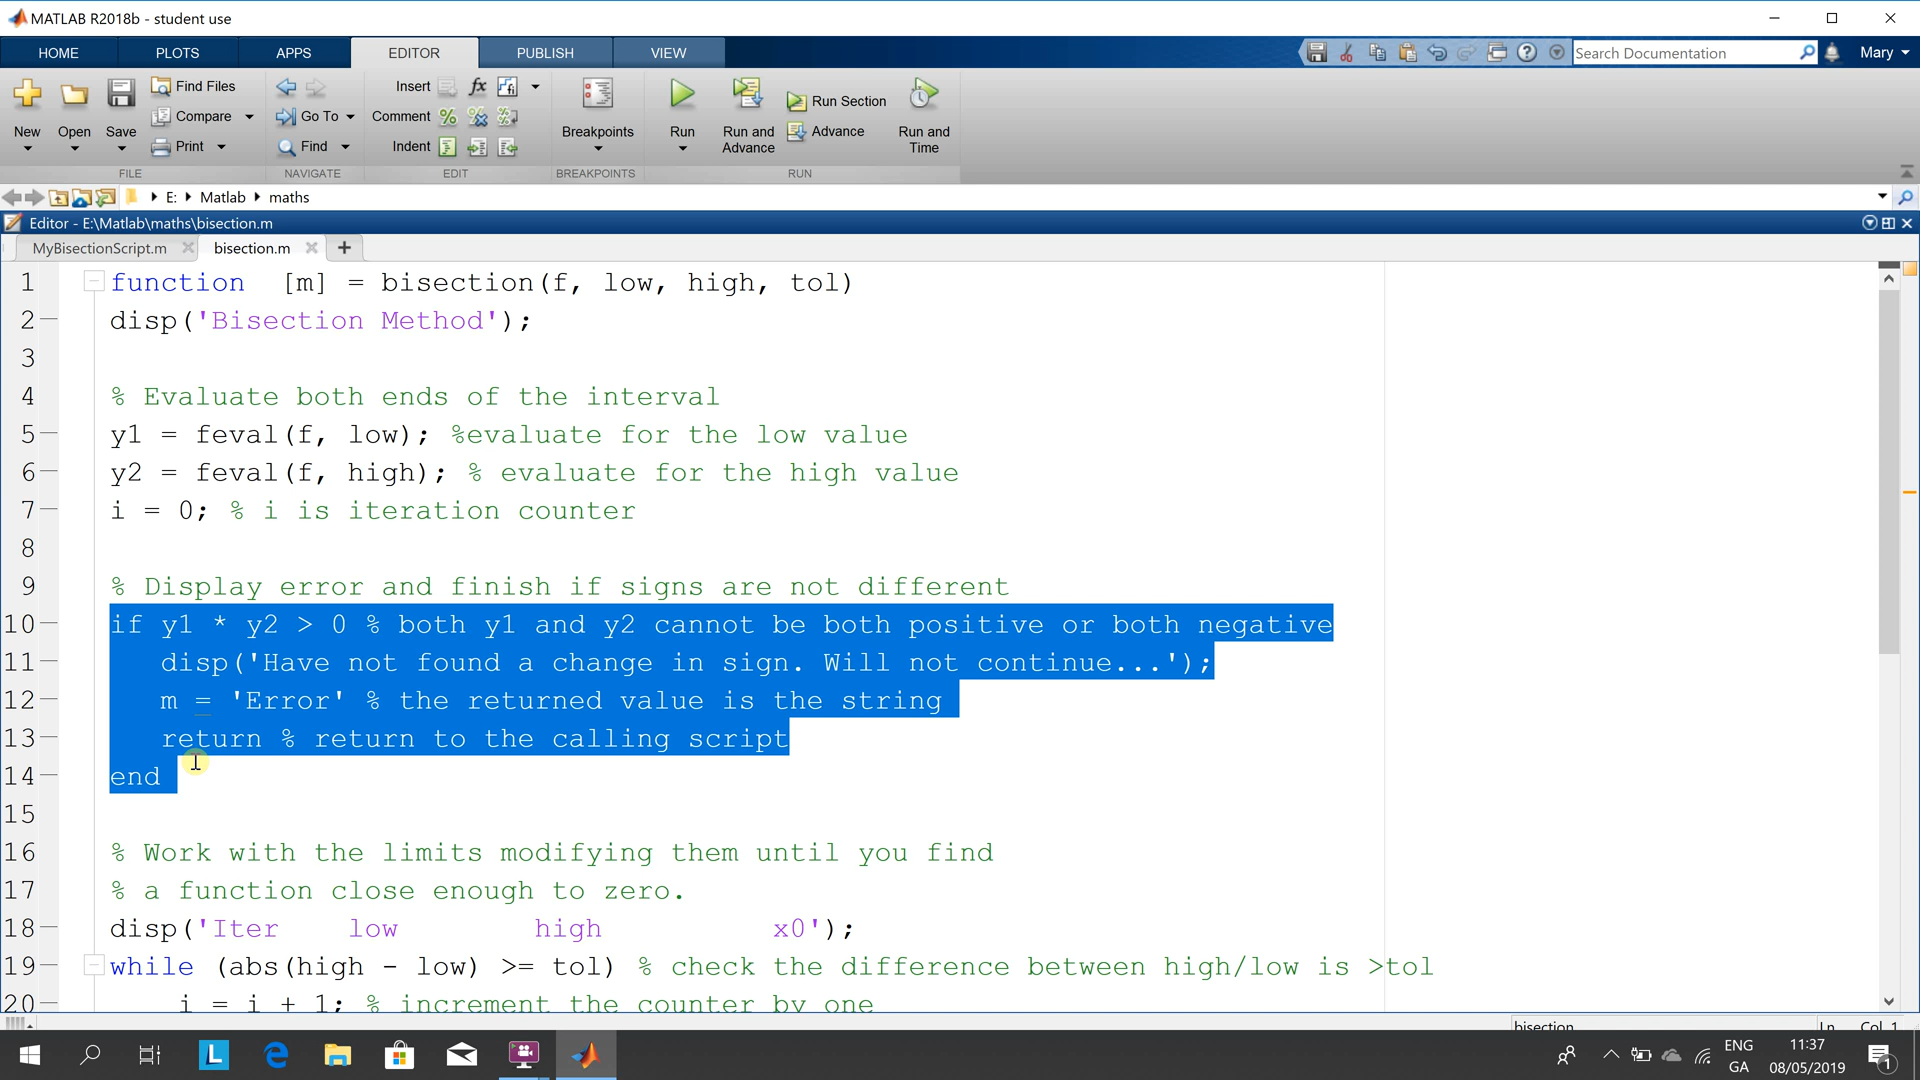 MATLAB R2018b - student use
HOME PLOTS APPS EDITOR PUBLISH VIEW
Search Documentation
Mary
New
Open
Save
Find Files
Compare
Print
FILE
Go To
Find
NAVIGATE
Insert
Comment
Indent
EDIT
Breakpoints
BREAKPOINTS
Run
Run and
Advance
Run Section
Advance
Run and
Time
RUN
E: Matlab maths
Editor - E:\Matlab\maths\bisection.m
MyBisectionScript.m bisection.m
1 function [m] = bisection(f, low, high, tol)
2 disp('Bisection Method');
3
4 % Evaluate both ends of the interval
5 y1 = feval(f, low); %evaluate for the low value
6 y2 = feval(f, high); % evaluate for the high value
7 i = 0; % i is iteration counter
8
9 % Display error and finish if signs are not different
10 if y1 * y2 > 0 % both y1 and y2 cannot be both positive or both negative
11 disp('Have not found a change in sign. Will not continue...');
12 m = 'Error' % the returned value is the string
13 return % return to the calling script
14 end
15
16 % Work with the limits modifying them until you find
17 % a function close enough to zero.
18 disp('Iter low high x0');
19 while (abs(high - low) >= tol) % check the difference between high/low is >tol
20 i = i + 1; % increment the counter by one
bisection Ln Col 1
L
ENG
GA
11:37
08/05/2019
1